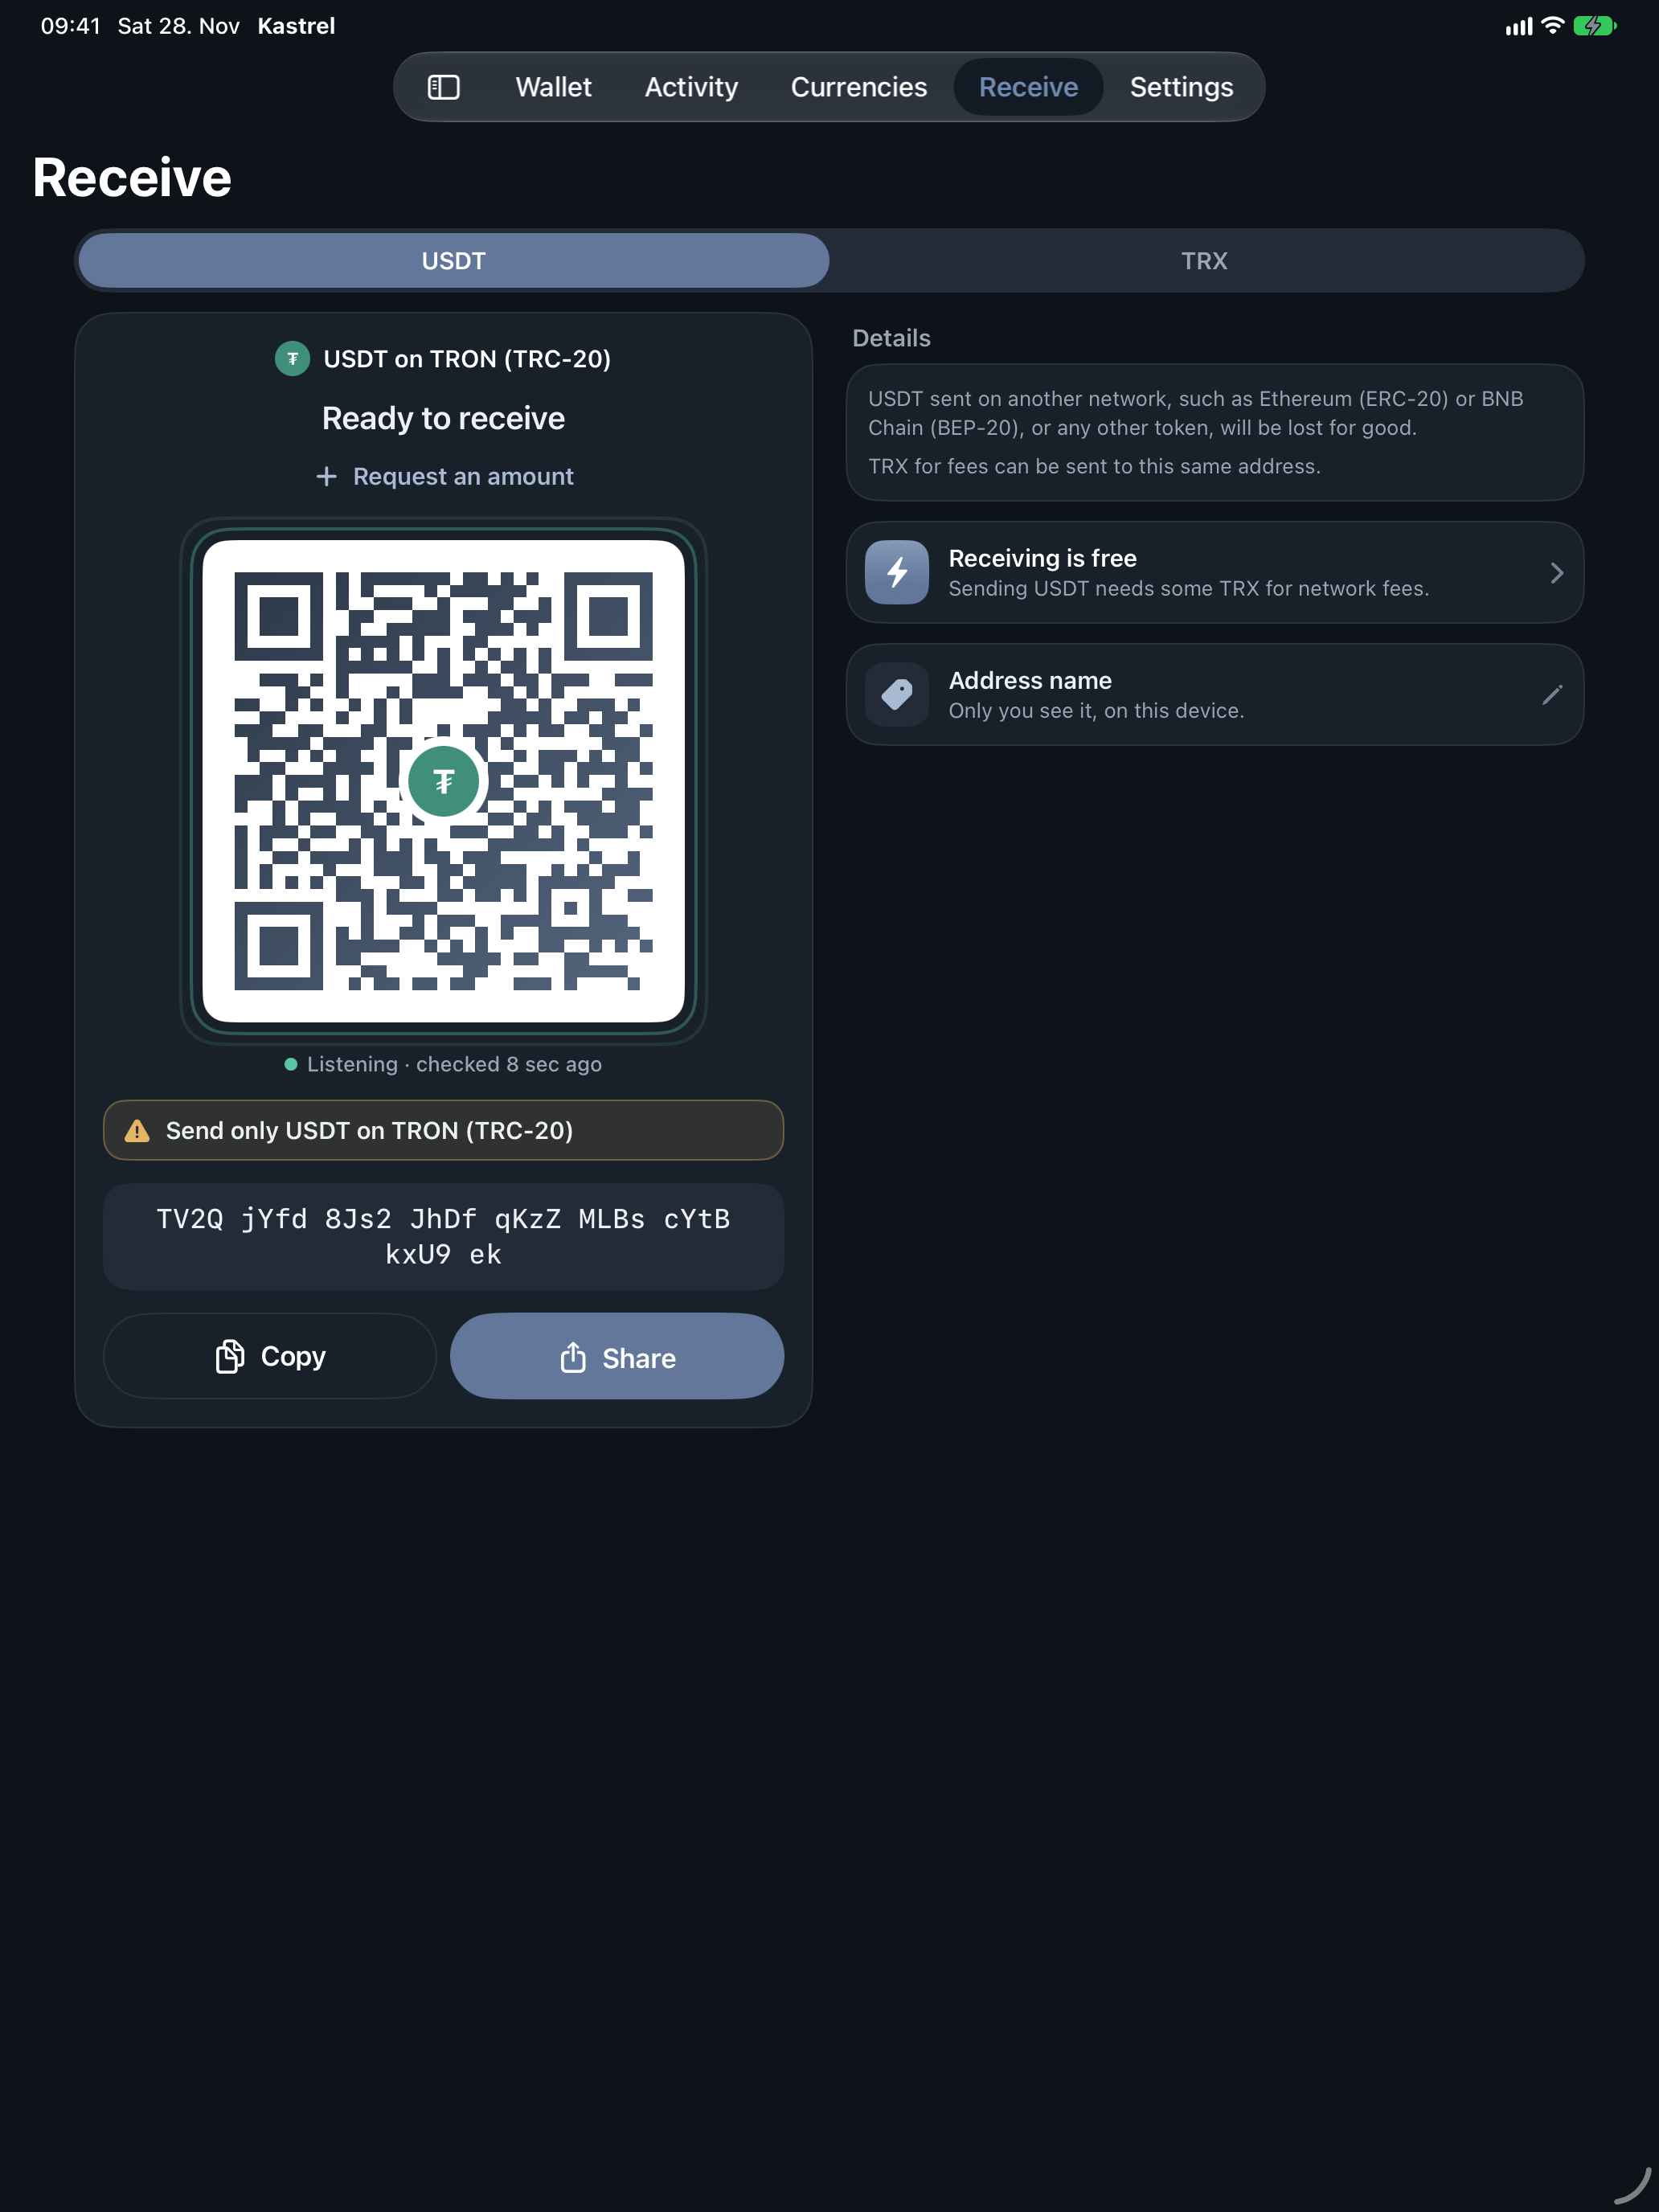 09:41 Sat 28. Nov Kastrel
Wallet Activity Currencies Receive Settings
Receive
USDT TRX
USDT on TRON (TRC-20)
Ready to receive
+ Request an amount
Listening · checked 8 sec ago
Send only USDT on TRON (TRC-20)
TV2Q jYfd 8Js2 JhDf qKzZ MLBs cYtB
kxU9 ek
Copy Share
Details
USDT sent on another network, such as Ethereum (ERC-20) or BNB
Chain (BEP-20), or any other token, will be lost for good.
TRX for fees can be sent to this same address.
Receiving is free
Sending USDT needs some TRX for network fees.
Address name
Only you see it, on this device.